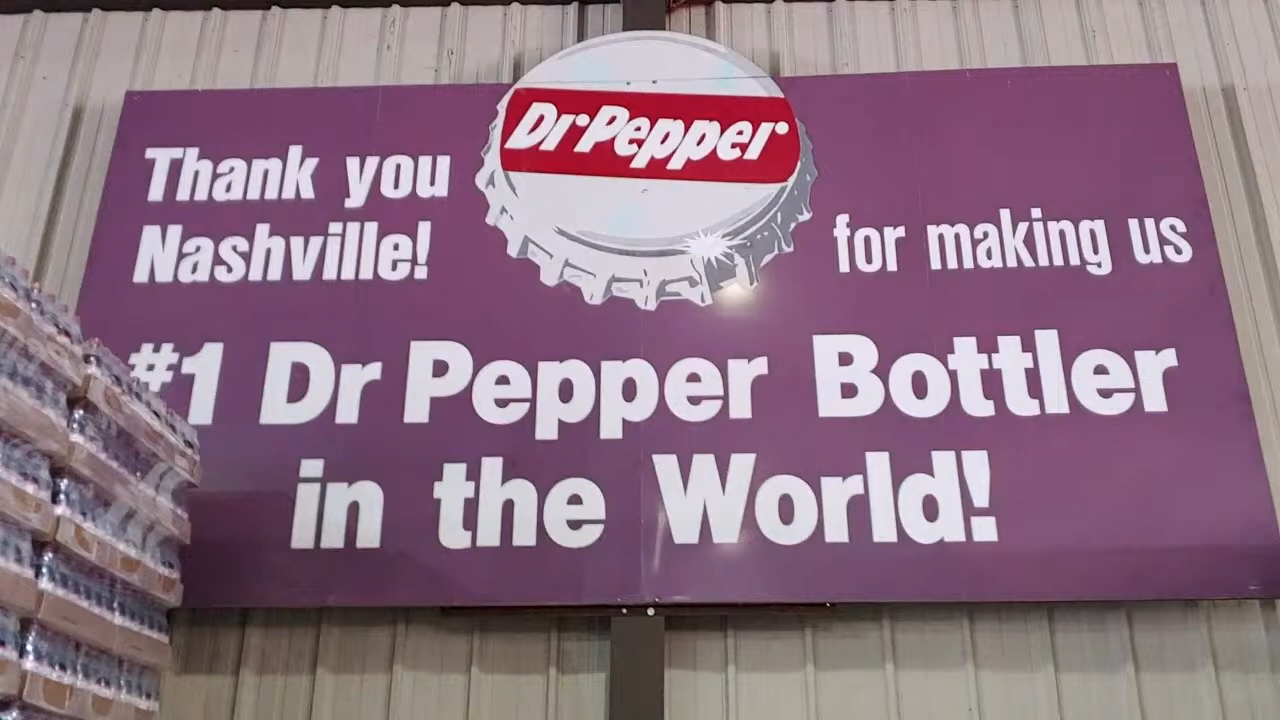 Dr Pepper
Thank you
Nashville!
for making us
#1 Dr Pepper Bottler
in the World!